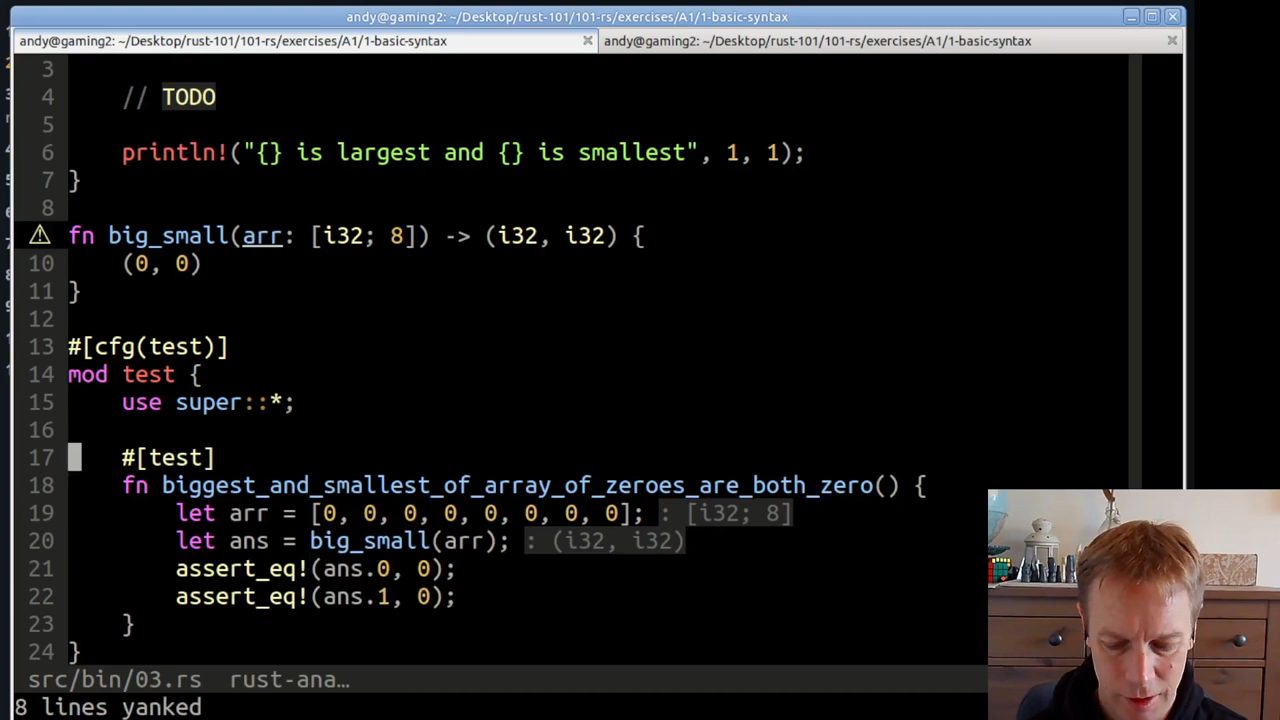 andy@gaming2: ~/Desktop/rust-101/101-rs/exercises/A1/1-basic-syntax
andy@gaming2: ~/Desktop/rust-101/101-rs/exercises/A1/1-basic-syntax
andy@gaming2: ~/Desktop/rust-101/101-rs/exercises/A1/1-basic-syntax
3
4 // TODO
5
6 println!("{} is largest and {} is smallest", 1, 1);
7 }
8
⚠ fn big_small(arr: [i32; 8]) -> (i32, i32) {
10 (0, 0)
11 }
12
13 #[cfg(test)]
14 mod test {
15 use super::*;
16
17 #[test]
18 fn biggest_and_smallest_of_array_of_zeroes_are_both_zero() {
19 let arr = [0, 0, 0, 0, 0, 0, 0, 0]; : [i32; 8]
20 let ans = big_small(arr); : (i32, i32)
21 assert_eq!(ans.0, 0);
22 assert_eq!(ans.1, 0);
23 }
24 }
src/bin/03.rs rust-ana…
8 lines yanked